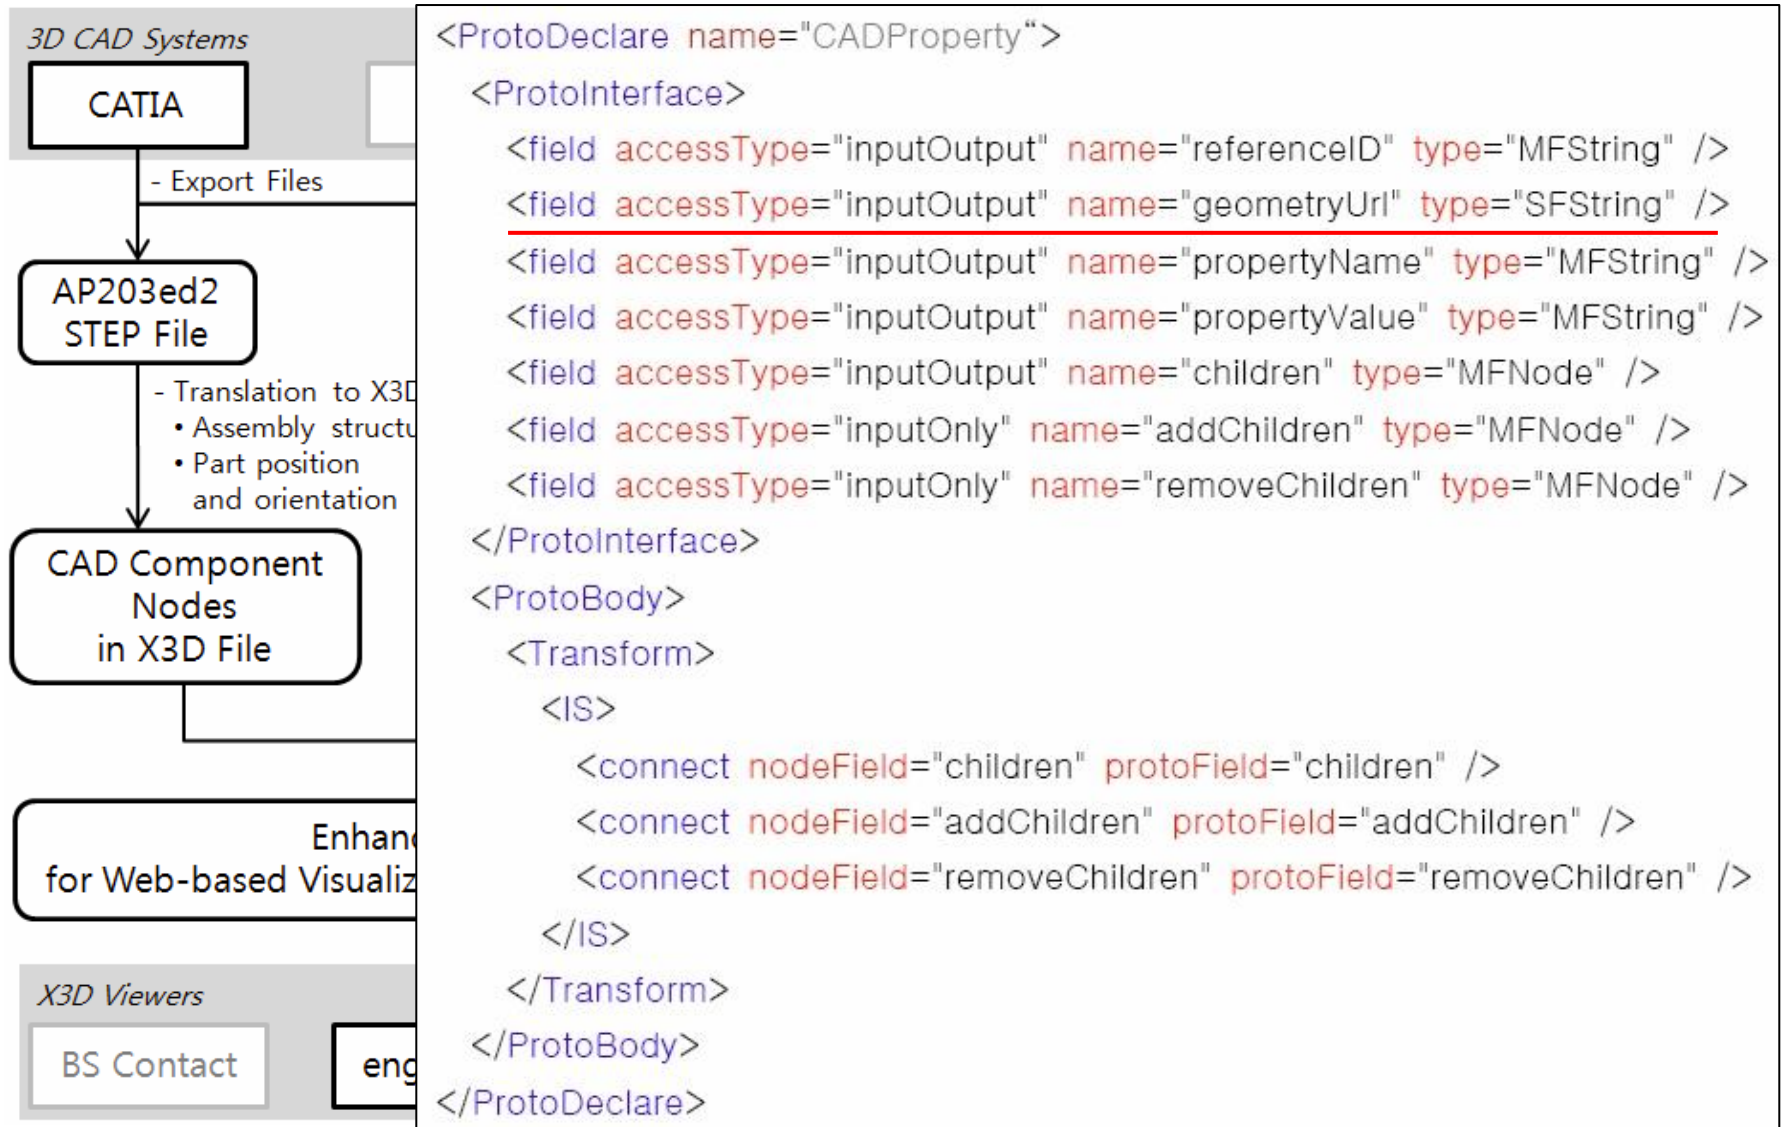 3D CAD Systems
CATIA
- Export Files
AP203ed2
STEP File
- Translation to X3D
• Assembly structu
• Part position
and orientation
CAD Component
Nodes
in X3D File
Enhanc
for Web-based Visualiz
X3D Viewers
BS Contact
eng
<ProtoDeclare name="CADProperty“>
<ProtoInterface>
<field accessType="inputOutput" name="referenceID" type="MFString" />
<field accessType="inputOutput" name="geometryUrl" type="SFString" />
<field accessType="inputOutput" name="propertyName" type="MFString" />
<field accessType="inputOutput" name="propertyValue" type="MFString" />
<field accessType="inputOutput" name="children" type="MFNode" />
<field accessType="inputOnly" name="addChildren" type="MFNode" />
<field accessType="inputOnly" name="removeChildren" type="MFNode" />
</ProtoInterface>
<ProtoBody>
<Transform>
<IS>
<connect nodeField="children" protoField="children" />
<connect nodeField="addChildren" protoField="addChildren" />
<connect nodeField="removeChildren" protoField="removeChildren" />
</IS>
</Transform>
</ProtoBody>
</ProtoDeclare>